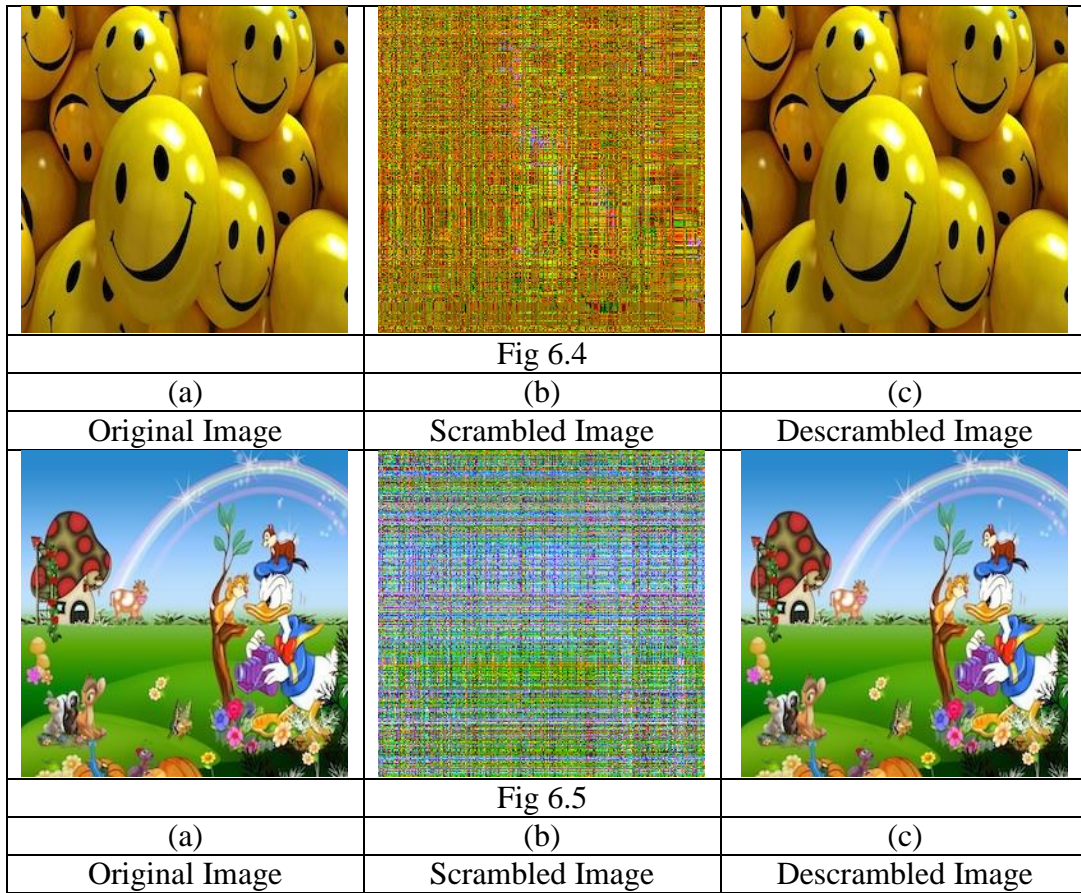 Fig 6.4
(a) (b) (c)
Original Image Scrambled Image Descrambled Image
Fig 6.5
(a) (b) (c)
Original Image Scrambled Image Descrambled Image